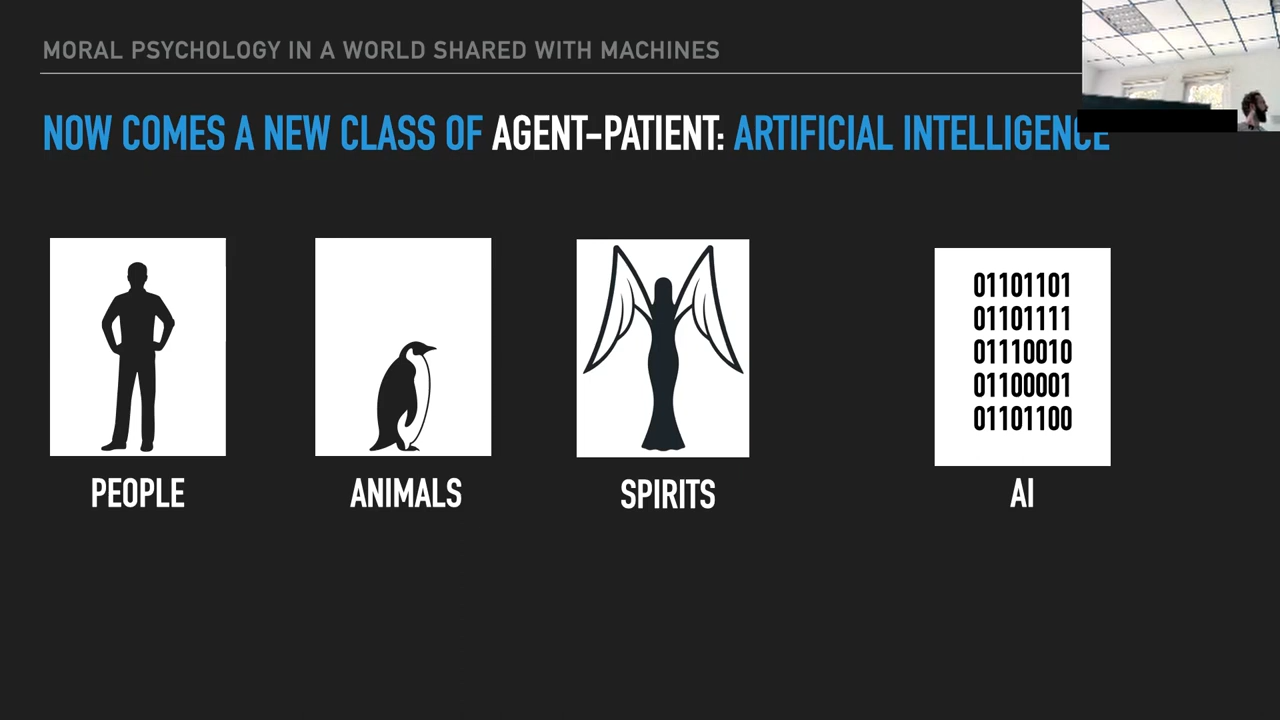 MORAL PSYCHOLOGY IN A WORLD SHARED WITH MACHINES
NOW COMES A NEW CLASS OF AGENT-PATIENT: ARTIFICIAL INTELLIGENCE
01101101
01101111
01110010
01100001
01101100
PEOPLE
ANIMALS
SPIRITS
AI